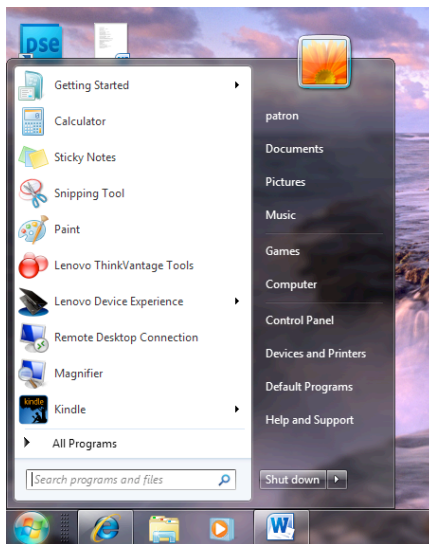 pse
Getting Started
Calculator
Sticky Notes
Snipping Tool
Paint
Lenovo ThinkVantage Tools
Lenovo Device Experience
Remote Desktop Connection
Magnifier
kindle
Kindle
All Programs
Search programs and files
patron
Documents
Pictures
Music
Games
Computer
Control Panel
Devices and Printers
Default Programs
Help and Support
Shut down
W